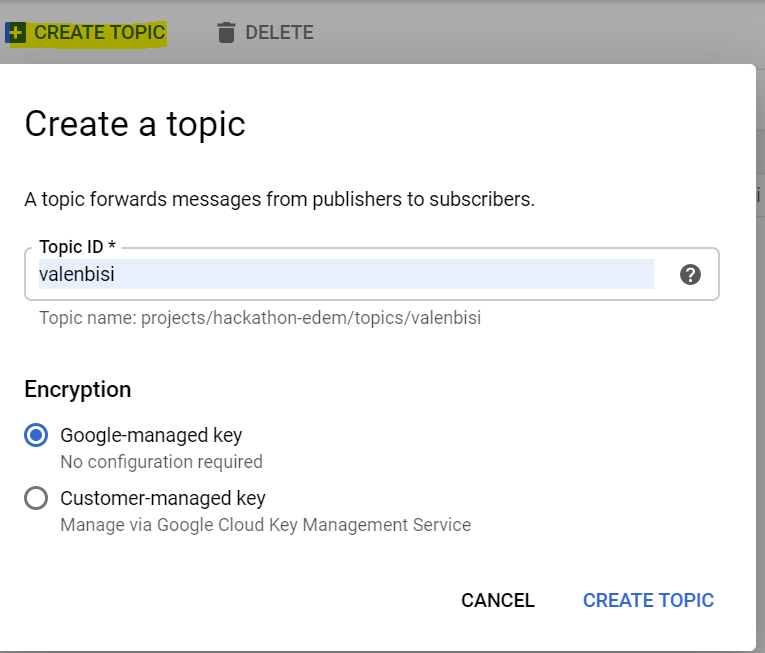 CREATE TOPIC DELETE
Create a topic
A topic forwards messages from publishers to subscribers.
Topic ID *
valenbisi
Topic name: projects/hackathon-edem/topics/valenbisi
Encryption
Google-managed key
No configuration required
Customer-managed key
Manage via Google Cloud Key Management Service
CANCEL CREATE TOPIC